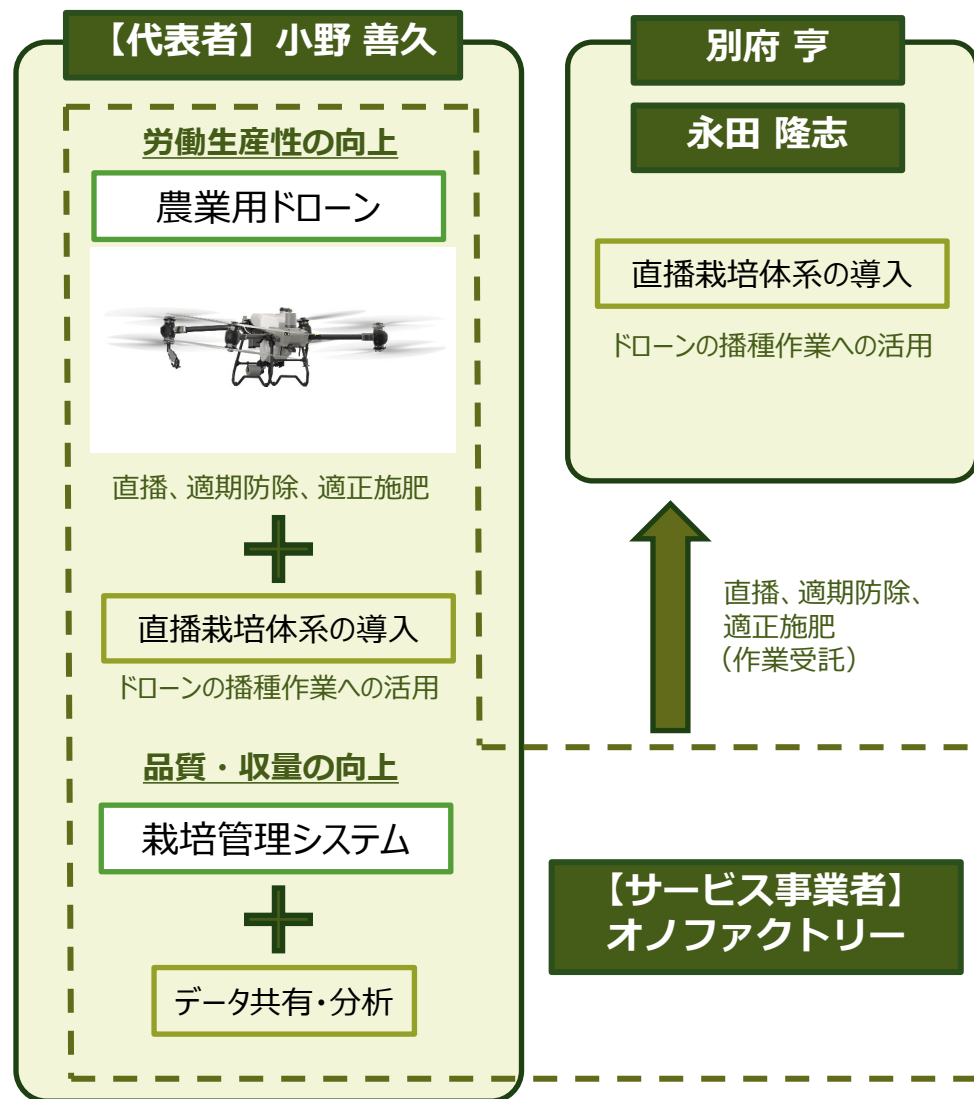 【代表者】小野 善久
労働生産性の向上
農業用ドローン
直播、適期防除、適正施肥
直播栽培体系の導入
ドローンの播種作業への活用
品質・収量の向上
栽培管理システム
データ共有・分析
別府 亨
永田 隆志
直播栽培体系の導入
ドローンの播種作業への活用
直播、適期防除、
適正施肥
（作業受託）
【サービス事業者】
オノファクトリー